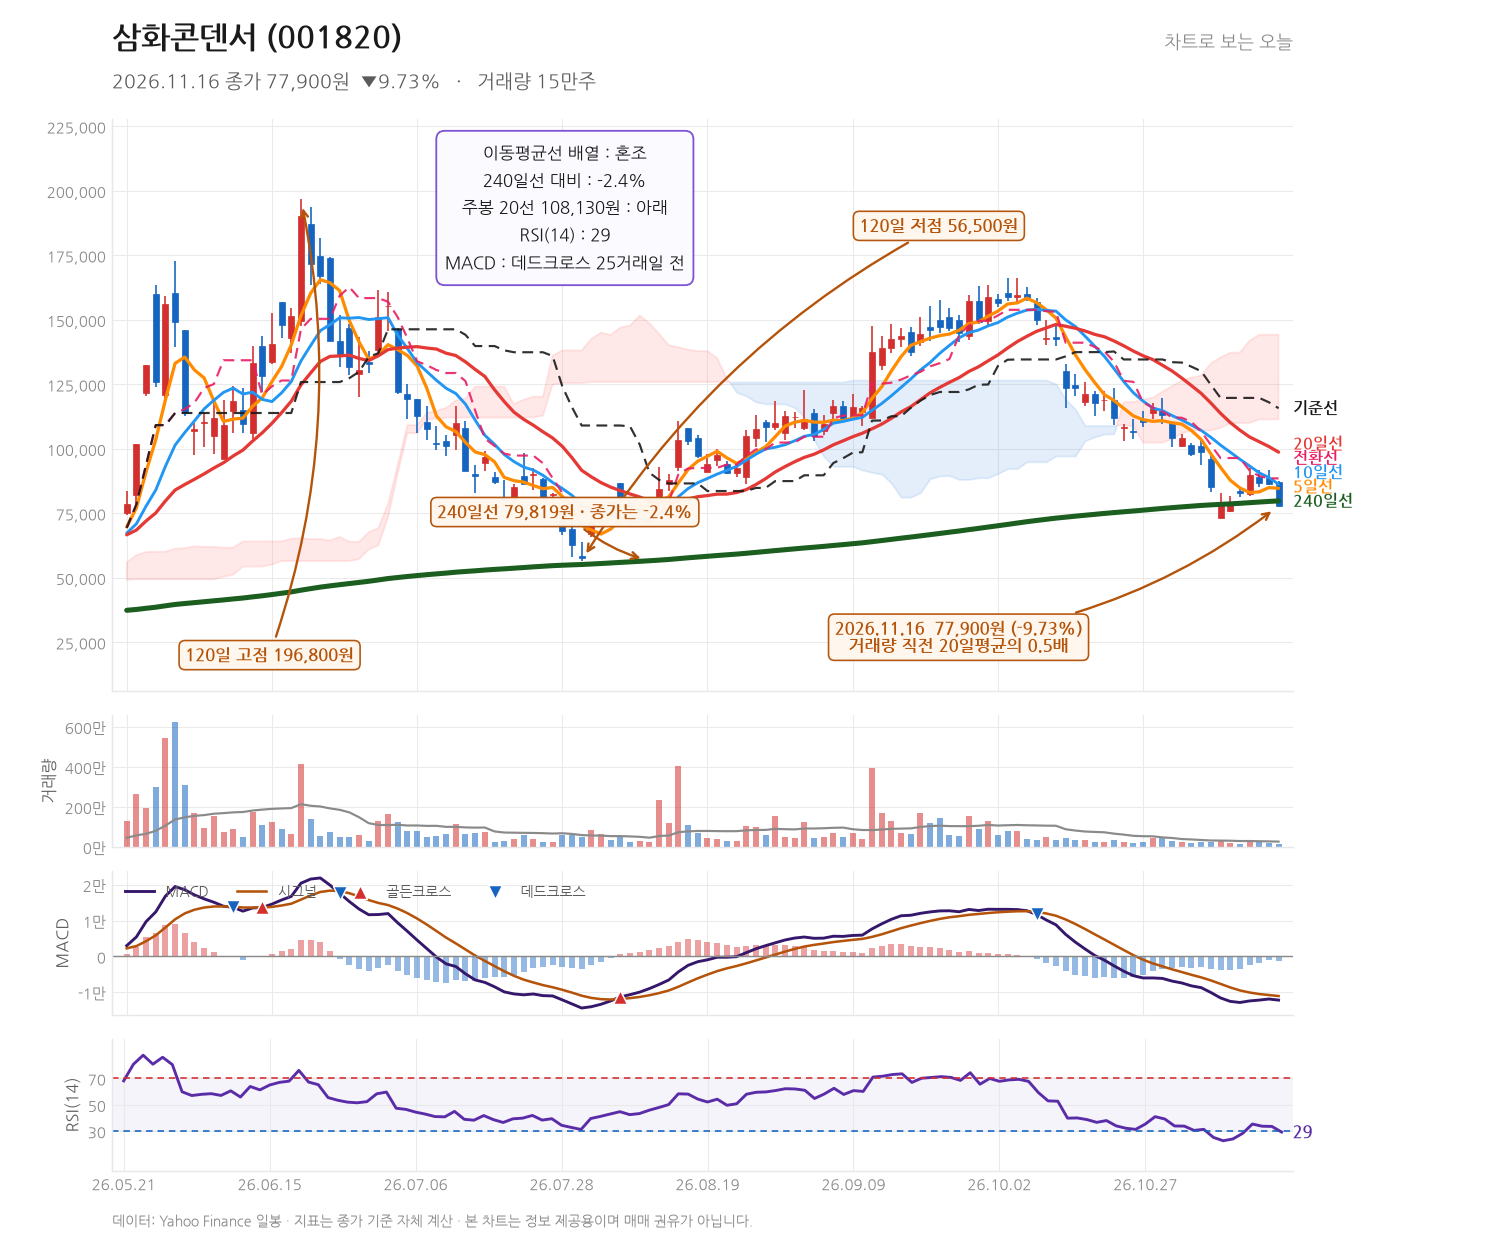 삼화콘덴서 (001820)
차트로 보는 오늘
2026.11.16 종가 77,900원 ▼9.73% · 거래량 15만주
225,000
200,000
175,000
150,000
125,000
100,000
75,000
50,000
25,000
이동평균선 배열 : 혼조
240일선 대비 : -2.4%
주봉 20선 108,130원 : 아래
RSI(14) : 29
MACD : 데드크로스 25거래일 전
120일 저점 56,500원
240일선 79,819원 · 종가는 -2.4%
120일 고점 196,800원
2026.11.16 77,900원 (-9.73%)
거래량 직전 20일평균의 0.5배
기준선
20일선
전환선
10일선
5일선
240일선
거래량
600만
400만
200만
0만
MACD
2만
1만
0
-1만
MACD
시그널
골든크로스
데드크로스
RSI(14)
70
50
30
29
26.05.21
26.06.15
26.07.06
26.07.28
26.08.19
26.09.09
26.10.02
26.10.27
데이터: Yahoo Finance 일봉 · 지표는 종가 기준 자체 계산 · 본 차트는 정보 제공용이며 매매 권유가 아닙니다.